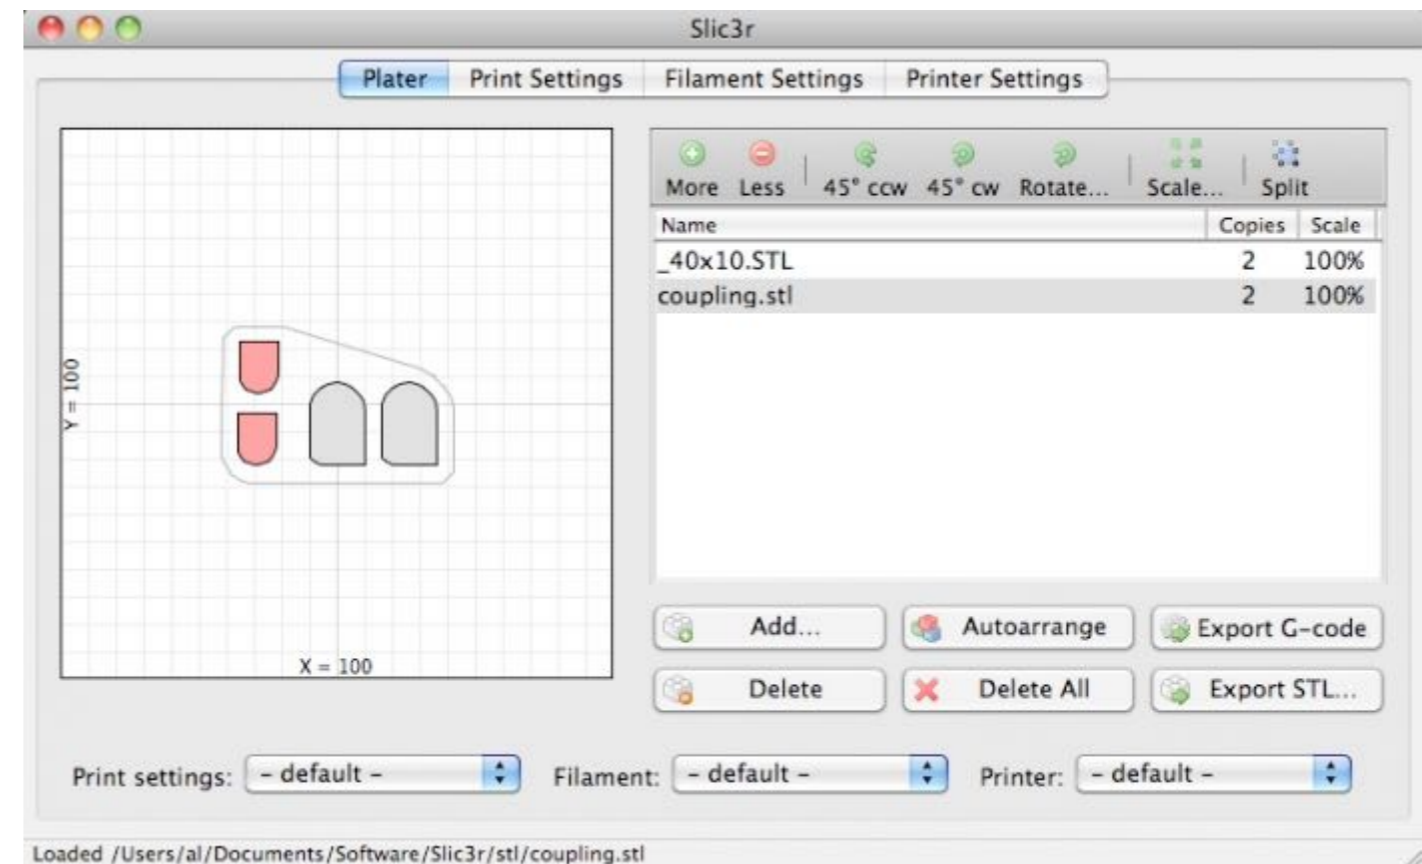 Slic3r
Plater Print Settings Filament Settings Printer Settings
More Less 45° ccw 45° cw Rotate... Scale... Split
Name Copies Scale
_40x10.STL 2 100%
coupling.stl 2 100%
Y = 100
X = 100
Add... Autoarrange Export G-code
Delete Delete All Export STL...
Print settings: - default - Filament: - default - Printer: - default -
Loaded /Users/al/Documents/Software/Slic3r/stl/coupling.stl